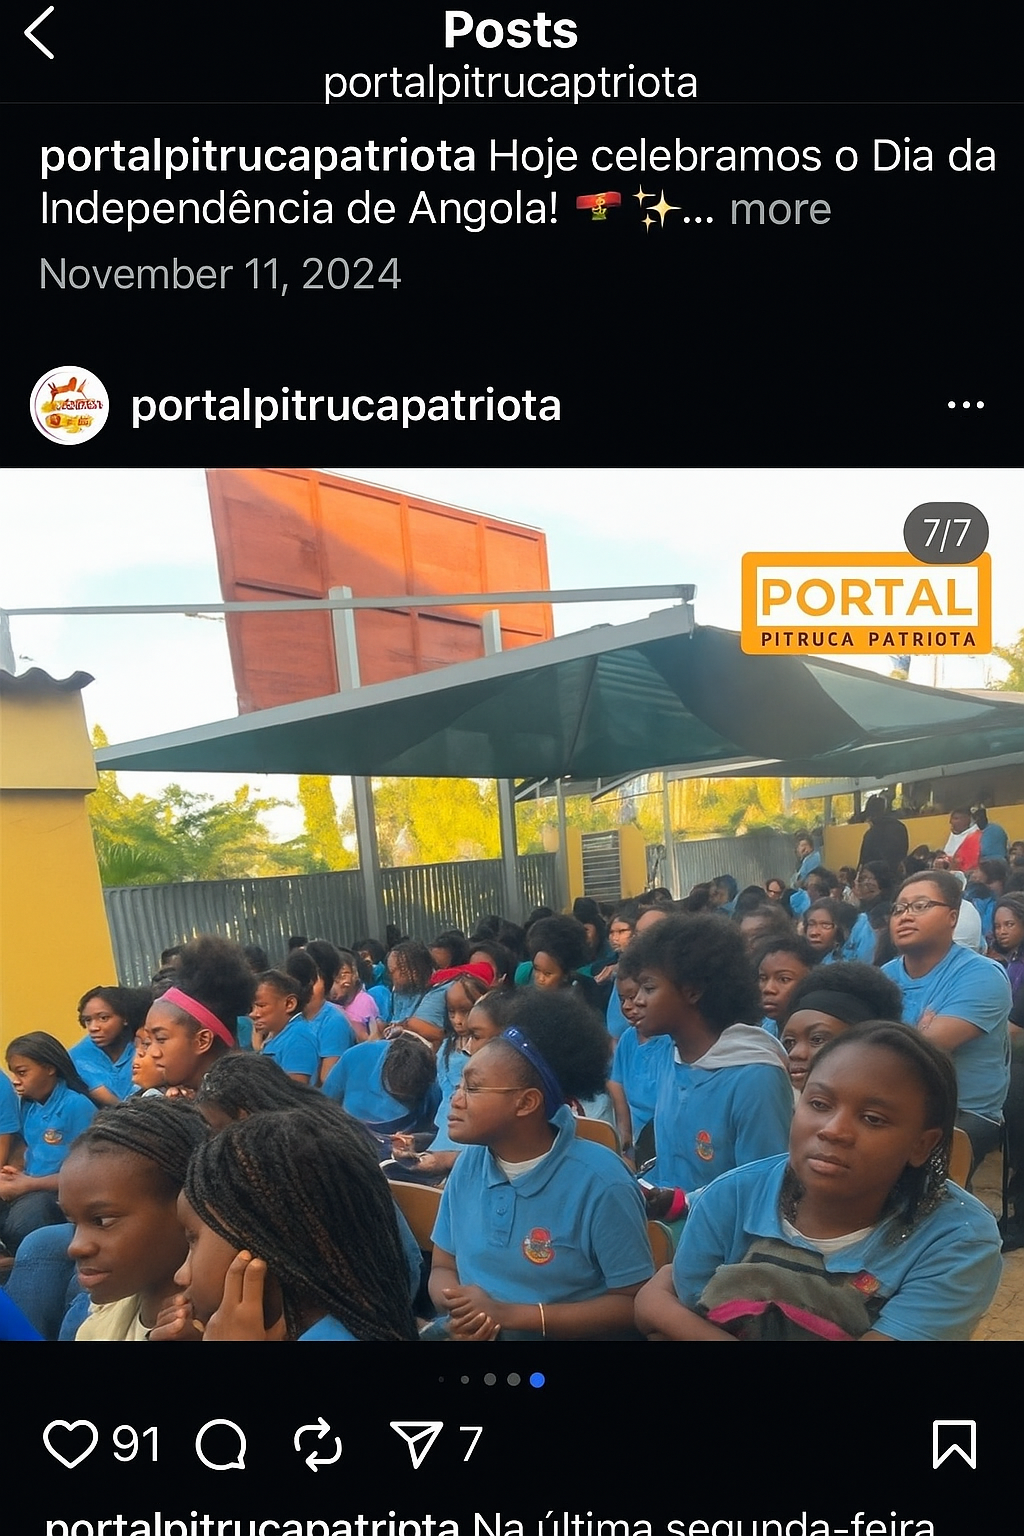 Posts
portalpitrucaptriota
portalpitrucapatriota Hoje celebramos o Dia da
Independência de Angola! 🇦🇴 ✨... more
November 11, 2024
portalpitrucapatriota
7/7
PORTAL
PITRUCA PATRIOTA
91
7
portalpitrucapatripta Na última segunda-feira